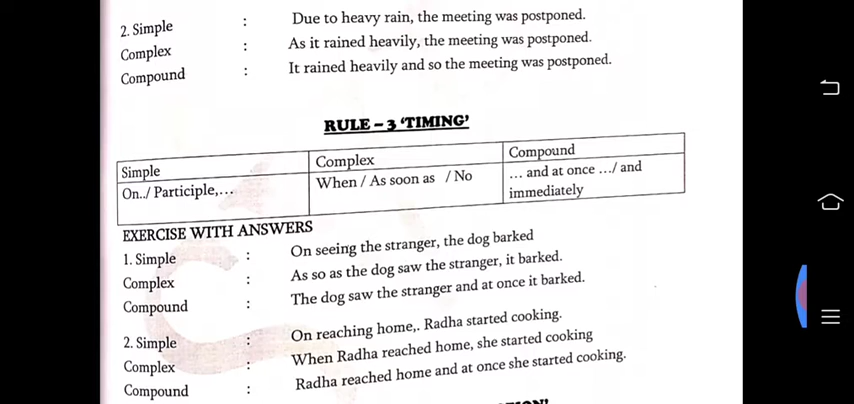 2. Simple : Due to heavy rain, the meeting was postponed.
Complex : As it rained heavily, the meeting was postponed.
Compound : It rained heavily and so the meeting was postponed.
RULE – 3 ‘TIMING’
Simple Complex Compound
On../ Participle,... When / As soon as / No ... and at once .../ and
immediately
EXERCISE WITH ANSWERS
1. Simple : On seeing the stranger, the dog barked
Complex : As so as the dog saw the stranger, it barked.
Compound : The dog saw the stranger and at once it barked.
2. Simple : On reaching home,. Radha started cooking.
Complex : When Radha reached home, she started cooking
Compound : Radha reached home and at once she started cooking.